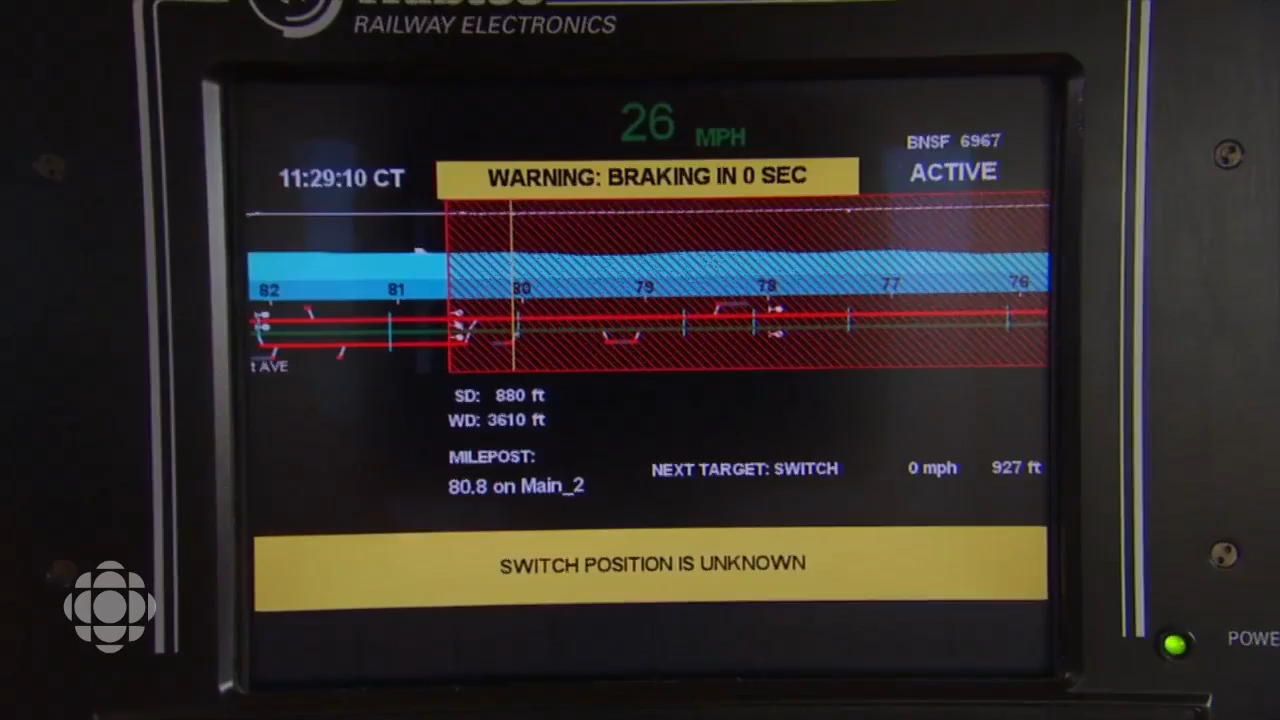 RAILWAY ELECTRONICS
26 MPH
BNSF 6967
11:29:10 CT
WARNING: BRAKING IN 0 SEC
ACTIVE
82 81 80 79 78 77 76
t AVE
SD: 880 ft
WD: 3610 ft
MILEPOST:
80.8 on Main_2
NEXT TARGET: SWITCH 0 mph 927 ft
SWITCH POSITION IS UNKNOWN
POWE